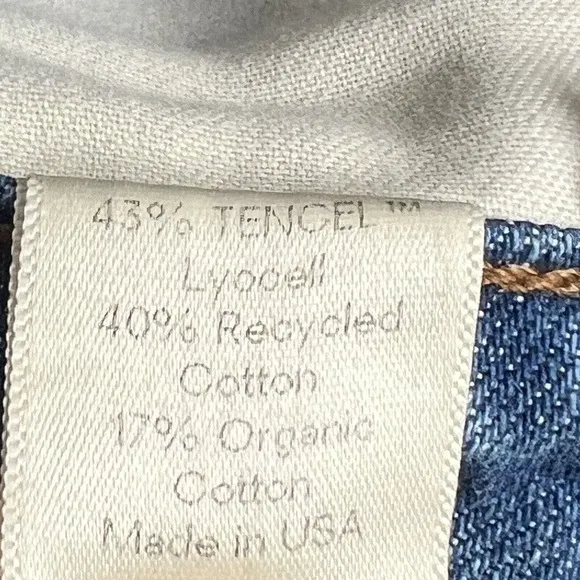 43% TENCEL™
Lyocell
40% Recycled
Cotton
17% Organic
Cotton
Made in USA